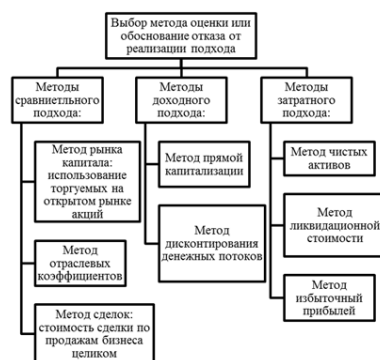 Выбор метода оценки или
обоснование отказа от
реализации подхода
Методы
сравниетльного
подхода:
Метод рынка
капитала:
использование
торгуемых на
открытом рынке
акций
Метод
отраслевых
коэффициентов
Метод сделок:
стоимость сделки по
продажам бизнеса
целиком
Методы
доходного
подхода:
Метод прямой
капитализации
Метод
дисконтирования
денежных потоков
Методы
затратного
подхода:
Метод чистых
активов
Метод
ликвидационной
стоимости
Метод
избыточной
прибылей